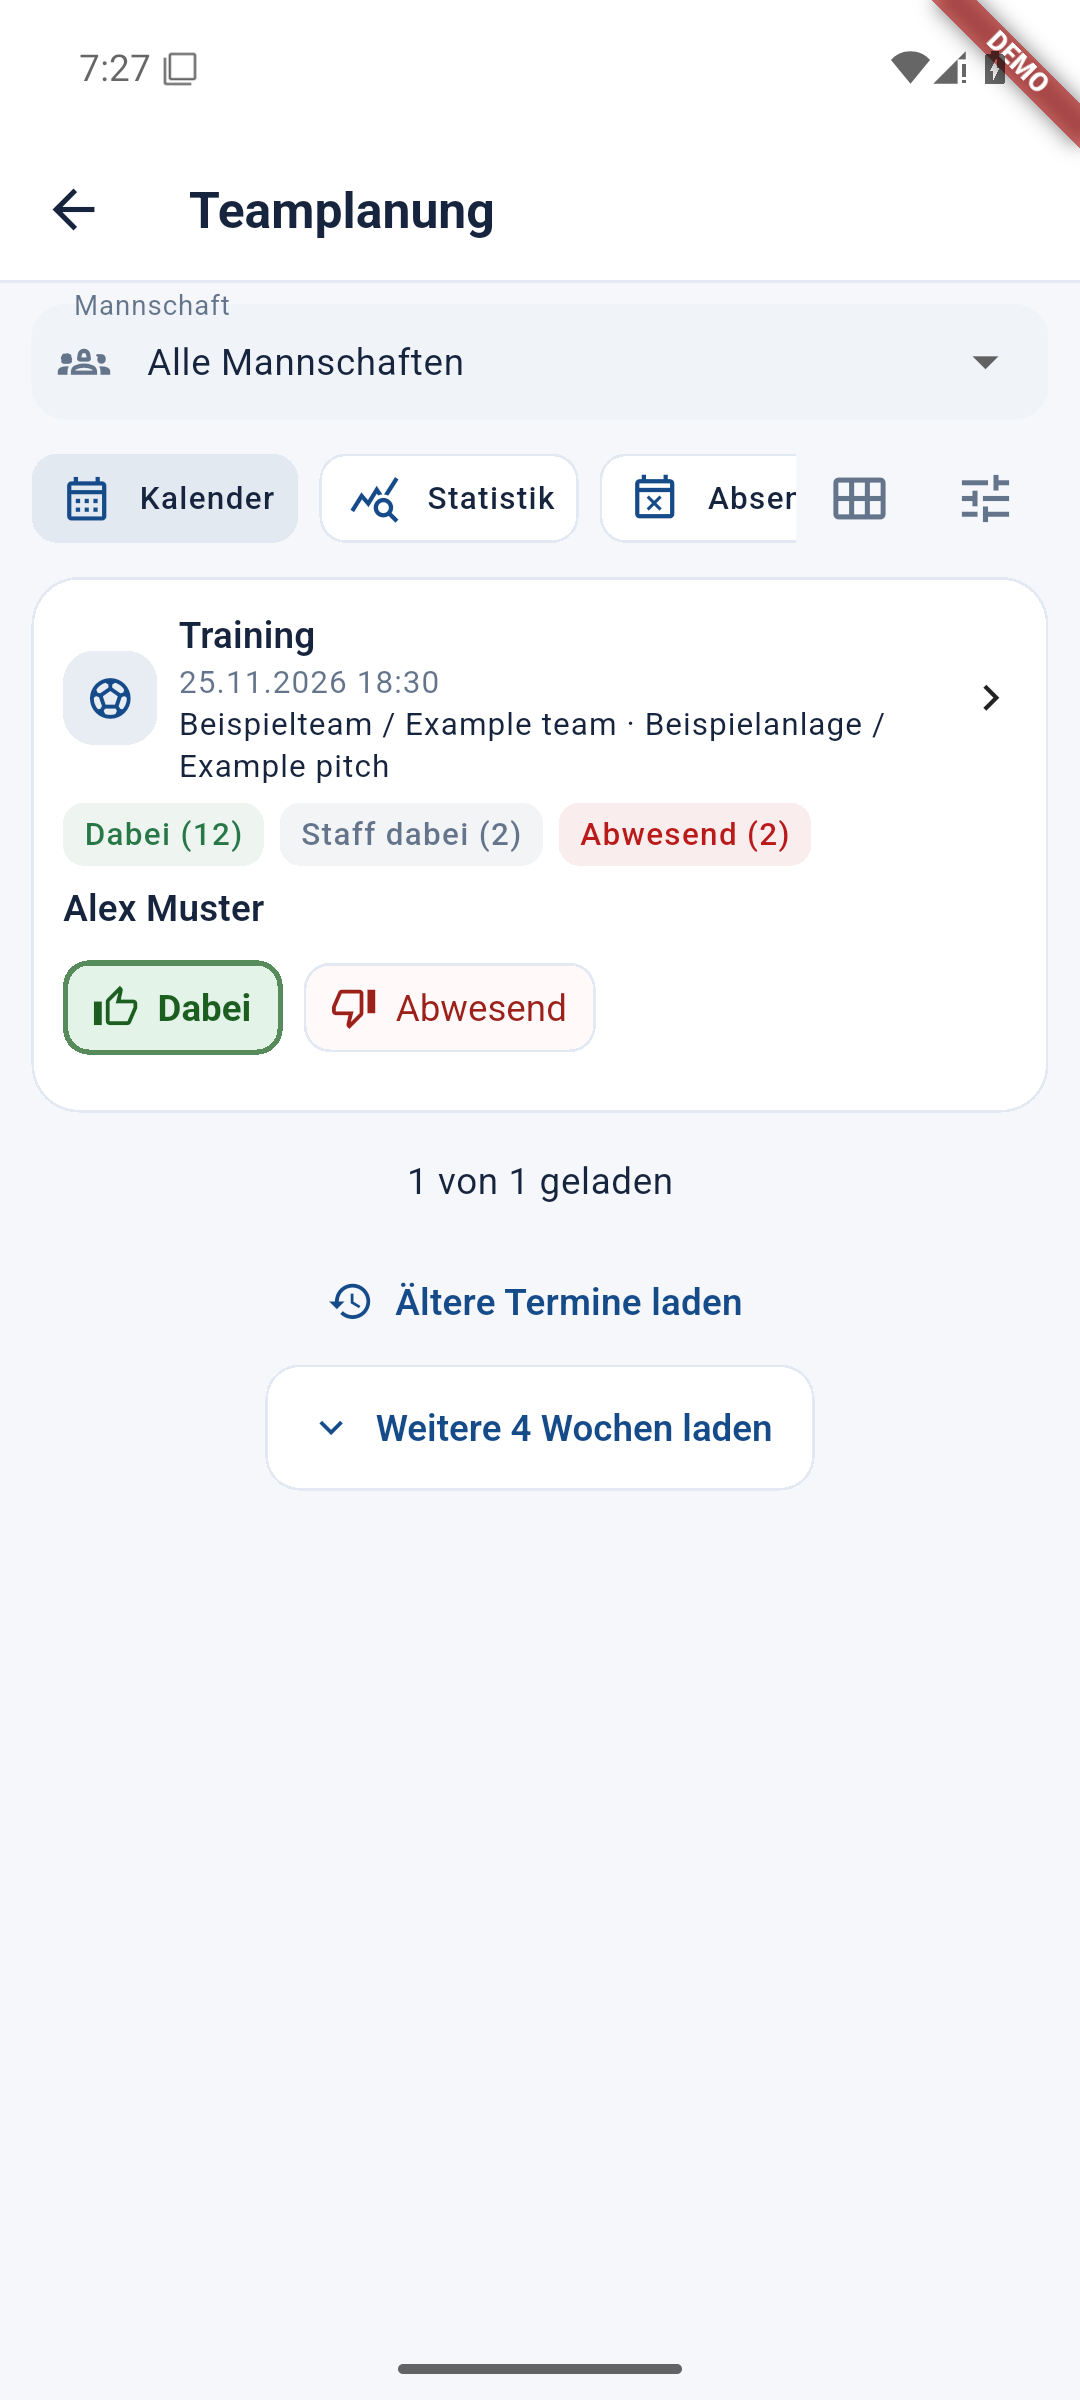 7:27
DEMO
Teamplanung
Mannschaft
Alle Mannschaften
Kalender
Statistik
Training
25.11.2026 18:30
Beispielteam / Example team · Beispielanlage /
Example pitch
Dabei (12)
Staff dabei (2)
Abwesend (2)
Alex Muster
Dabei
Abwesend
1 von 1 geladen
Ältere Termine laden
Weitere 4 Wochen laden